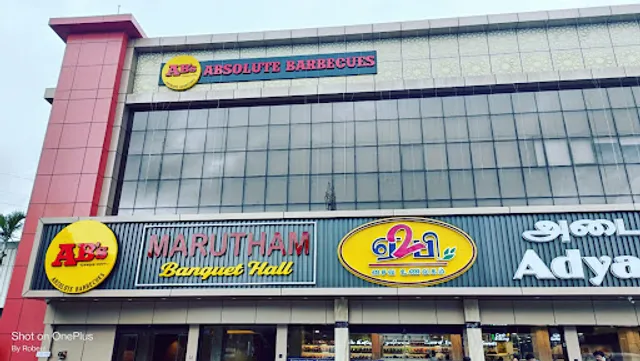 AB's
ABSOLUTE BARBECUES
AB's
ABSOLUTE BARBECUES
MARUTHAM
Banquet Hall
அடை
Adya
Shot on OnePlus
By Robin